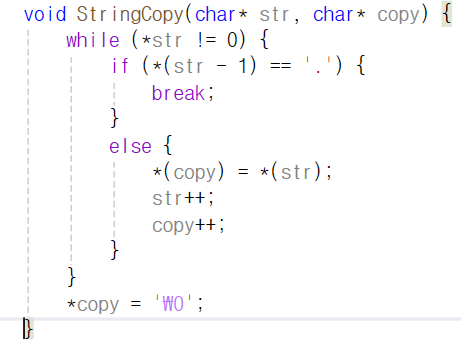 void StringCopy(char* str, char* copy) {
    while (*str != 0) {
        if (*(str - 1) == '.') {
            break;
        }
        else {
            *(copy) = *(str);
            str++;
            copy++;
        }
    }
    *copy = '₩0';
}